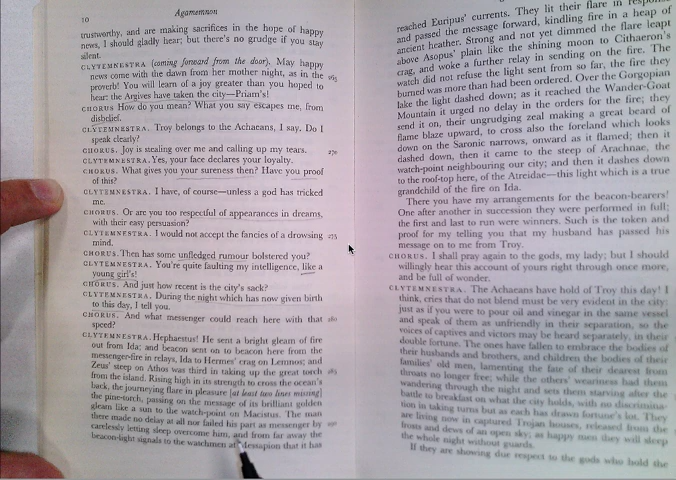 10
Agamemnon
trustworthy, and are making sacrifices in the hope of happy
news, I should gladly hear; but there's no grudge if you stay
silent.
CLYTEMNESTRA (coming forward from the door). May happy
news come with the dawn from her mother night, as in the 265
proverb! You will learn of a joy greater than you hoped to
hear: the Argives have taken the city—Priam's!
CHORUS How do you mean? What you say escapes me, from
disbelief.
CLYTEMNESTRA. Troy belongs to the Achaeans, I say. Do I
speak clearly?
CHORUS. Joy is stealing over me and calling up my tears. 270
CLYTEMNESTRA. Yes, your face declares your loyalty.
CHORUS. What gives you your sureness then? Have you proof
of this?
CLYTEMNESTRA. I have, of course—unless a god has tricked
me.
CHORUS. Or are you too respectful of appearances in dreams,
with their easy persuasion?
CLYTEMNESTRA. I would not accept the fancies of a drowsing 275
mind.
CHORUS. Then has some unfledged rumour bolstered you?
CLYTEMNESTRA. You're quite faulting my intelligence, like a
young girl's!
CHORUS. And just how recent is the city's sack?
CLYTEMNESTRA. During the night which has now given birth
to this day, I tell you.
CHORUS. And what messenger could reach here with that 280
speed?
CLYTEMNESTRA. Hephaestus! He sent a bright gleam of fire
out from Ida; and beacon sent on to beacon here from the
messenger-fire in relays, Ida to Hermes' crag on Lemnos; and
Zeus' steep on Athos was third in taking up the great torch 285
from the island. Rising high in its strength to cross the ocean's
back, the journeying flare in pleasure [at least two lines missing]
the pine-torch, passing on the message of its brilliant golden
gleam like a sun to the watch-point on Macistus. The man
there made no delay at all nor failed his part as messenger by 290
carelessly letting sleep overcome him, and from far away the
beacon-light signals to the watchmen at Messapion that it has
reached Euripus' currents. They lit their flare in response
and passed the message forward, kindling fire in a heap of
ancient heather. Strong and not yet dimmed the flare leapt
above Asopus' plain like the shining moon to Cithaeron's
crag, and woke a further relay in sending on the fire. The
watch did not refuse the light sent from so far, the fire they
burned was more than had been ordered. Over the Gorgopian
lake the light dashed down; as it reached the Wander-Goat
Mountain it urged no delay in the orders for the fire; they
send it on, their ungrudging zeal making a great beard of
flame blaze upward, to cross also the foreland which looks
down on the Saronic narrows, onward as it flamed; then it
dashed down, then it came to the steep of Arachnae, the
watch-point neighbouring our city; and then it dashes down
to the roof-top here, of the Atreidae—this light which is a true
grandchild of the fire on Ida.
There you have my arrangements for the beacon-bearers!
One after another in succession they were performed in full;
the first and last to run were winners. Such is the token and
proof for my telling you that my husband has passed his
message on to me from Troy.
CHORUS. I shall pray again to the gods, my lady; but I should
willingly hear this account of yours right through once more,
and be full of wonder.
CLYTEMNESTRA. The Achaeans have hold of Troy this day! I
think, cries that do not blend must be very evident in the city:
just as if you were to pour oil and vinegar in the same vessel
and speak of them as unfriendly in their separation, so the
voices of captives and victors may be heard separately, in their
double fortune. The ones have fallen to embrace the bodies of
their husbands and brothers, and children the bodies of their
families' old men, lamenting the fate of their dearest from
throats no longer free; while the others' weariness had them
wandering through the night and sets them starving after the
battle to breakfast on what the city holds, with no discrimina-
tion in taking turns but as each has drawn fortune's lot. They
are living now in captured Trojan houses, released from the
frosts and dews of an open sky; as happy men they will sleep
the whole night without guards.
If they are showing due respect to the gods who hold the